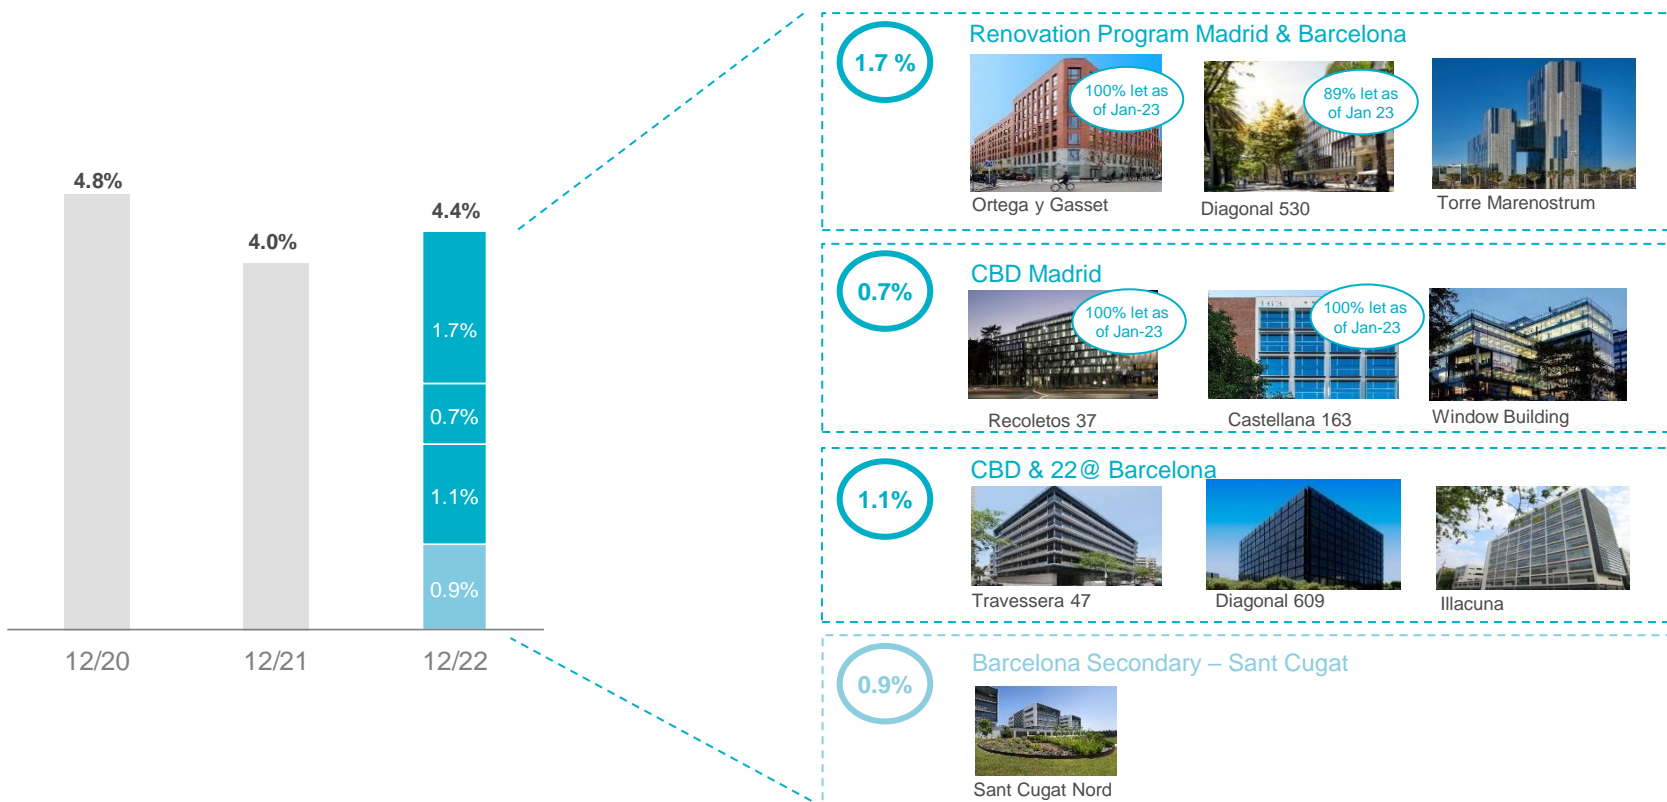 4.8%
4.0%
4.4%
1.7%
0.7%
1.1%
0.9%
12/20
12/21
12/22
1.7 %
Renovation Program Madrid & Barcelona
100% let as
of Jan-23
89% let as
of Jan 23
Ortega y Gasset
Diagonal 530
Torre Marenostrum
0.7%
CBD Madrid
100% let as
of Jan-23
163
100% let as
of Jan-23
Recoletos 37
Castellana 163
Window Building
1.1%
CBD & 22@ Barcelona
Travessera 47
Diagonal 609
Illacuna
0.9%
Barcelona Secondary – Sant Cugat
Sant Cugat Nord